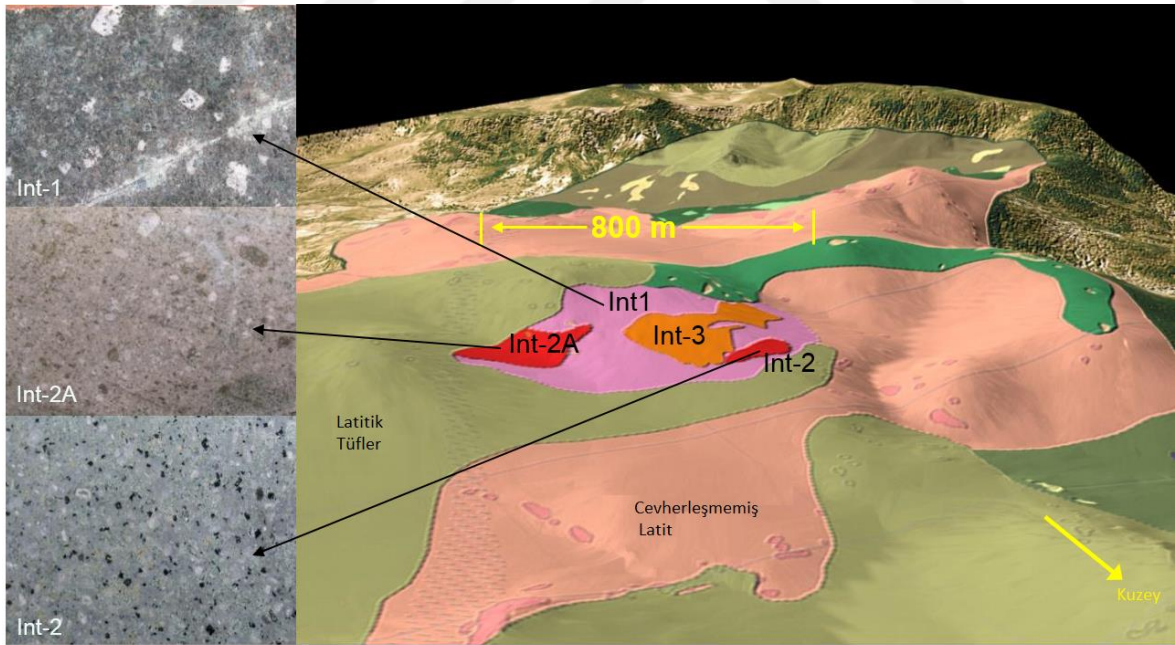 Int-1
Int-2A
Int-2
800 m
Int1
Int-2A
Int-3
Int-2
Latitik
Tüfler
Cevherleşmemiş
Latit
Kuzey